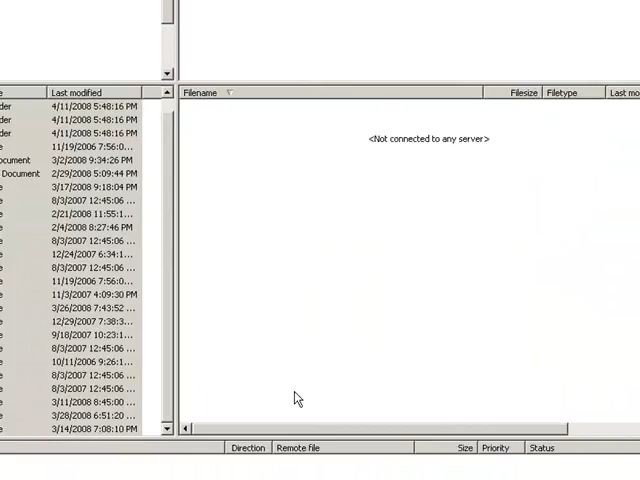 e Last modified Filename Filesize Filetype Last mo
der 4/11/2008 5:48:16 PM
der 4/11/2008 5:48:16 PM
<Not connected to any server>
der 4/11/2008 5:48:16 PM
e 11/19/2006 7:56:0...
ocument 3/2/2008 9:34:26 PM
Document 2/29/2008 5:09:44 PM
e 3/17/2008 9:18:04 PM
e 8/3/2007 12:45:06 ...
e 2/21/2008 11:55:1...
e 2/4/2008 8:27:46 PM
e 8/3/2007 12:45:06 ...
e 12/24/2007 6:34:1...
e 8/3/2007 12:45:06 ...
e 11/19/2006 7:56:0...
e 11/3/2007 4:09:30 PM
e 3/26/2008 7:43:52 ...
e 12/29/2007 7:38:3...
e 9/18/2007 10:23:1...
e 8/3/2007 12:45:06 ...
e 10/11/2006 9:26:1...
e 8/3/2007 12:45:06 ...
e 8/3/2007 12:45:06 ...
e 3/11/2008 8:45:00 ...
e 3/28/2008 6:51:20 ...
e 3/14/2008 7:08:10 PM
Direction Remote file Size Priority Status